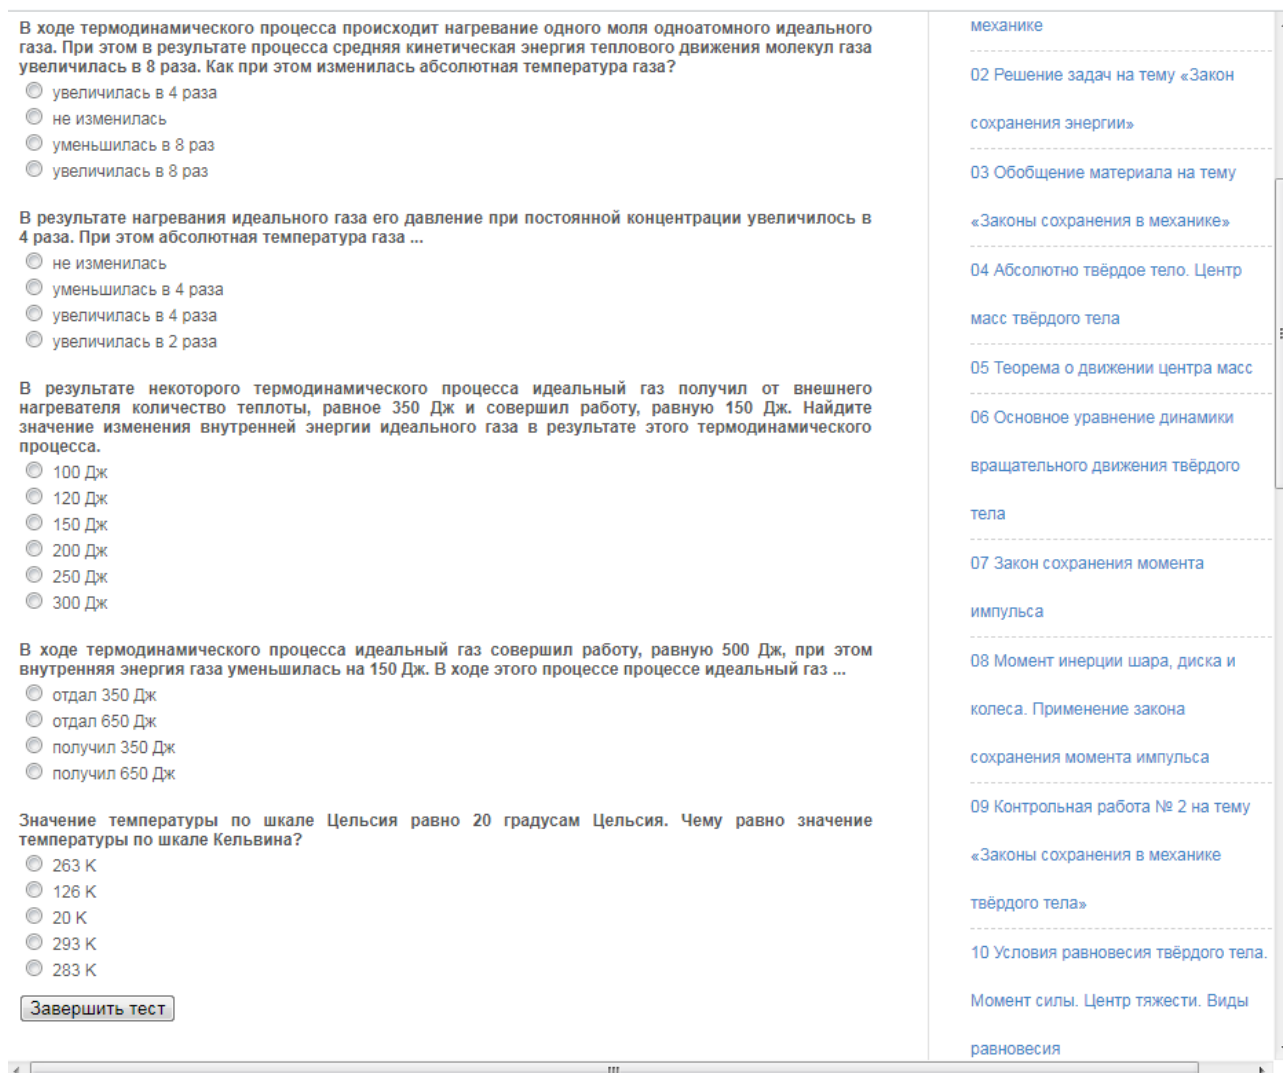 В ходе термодинамического процесса происходит нагревание одного моля одноатомного идеального
газа. При этом в результате процесса средняя кинетическая энергия теплового движения молекул газа
увеличилась в 8 раза. Как при этом изменилась абсолютная температура газа?
увеличилась в 4 раза
не изменилась
уменьшилась в 8 раз
увеличилась в 8 раз
В результате нагревания идеального газа его давление при постоянной концентрации увеличилось в
4 раза. При этом абсолютная температура газа ...
не изменилась
уменьшилась в 4 раза
увеличилась в 4 раза
увеличилась в 2 раза
В результате некоторого термодинамического процесса идеальный газ получил от внешнего
нагревателя количество теплоты, равное 350 Дж и совершил работу, равную 150 Дж. Найдите
значение изменения внутренней энергии идеального газа в результате этого термодинамического
процесса.
100 Дж
120 Дж
150 Дж
200 Дж
250 Дж
300 Дж
В ходе термодинамического процесса идеальный газ совершил работу, равную 500 Дж, при этом
внутренняя энергия газа уменьшилась на 150 Дж. В ходе этого процессе процессе идеальный газ ...
отдал 350 Дж
отдал 650 Дж
получил 350 Дж
получил 650 Дж
Значение температуры по шкале Цельсия равно 20 градусам Цельсия. Чему равно значение
температуры по шкале Кельвина?
263 К
126 К
20 К
293 К
283 К
Завершить тест
механике
02 Решение задач на тему «Закон
сохранения энергии»
03 Обобщение материала на тему
«Законы сохранения в механике»
04 Абсолютно твёрдое тело. Центр
масс твёрдого тела
05 Теорема о движении центра масс
06 Основное уравнение динамики
вращательного движения твёрдого
тела
07 Закон сохранения момента
импульса
08 Момент инерции шара, диска и
колеса. Применение закона
сохранения момента импульса
09 Контрольная работа № 2 на тему
«Законы сохранения в механике
твёрдого тела»
10 Условия равновесия твёрдого тела.
Момент силы. Центр тяжести. Виды
равновесия